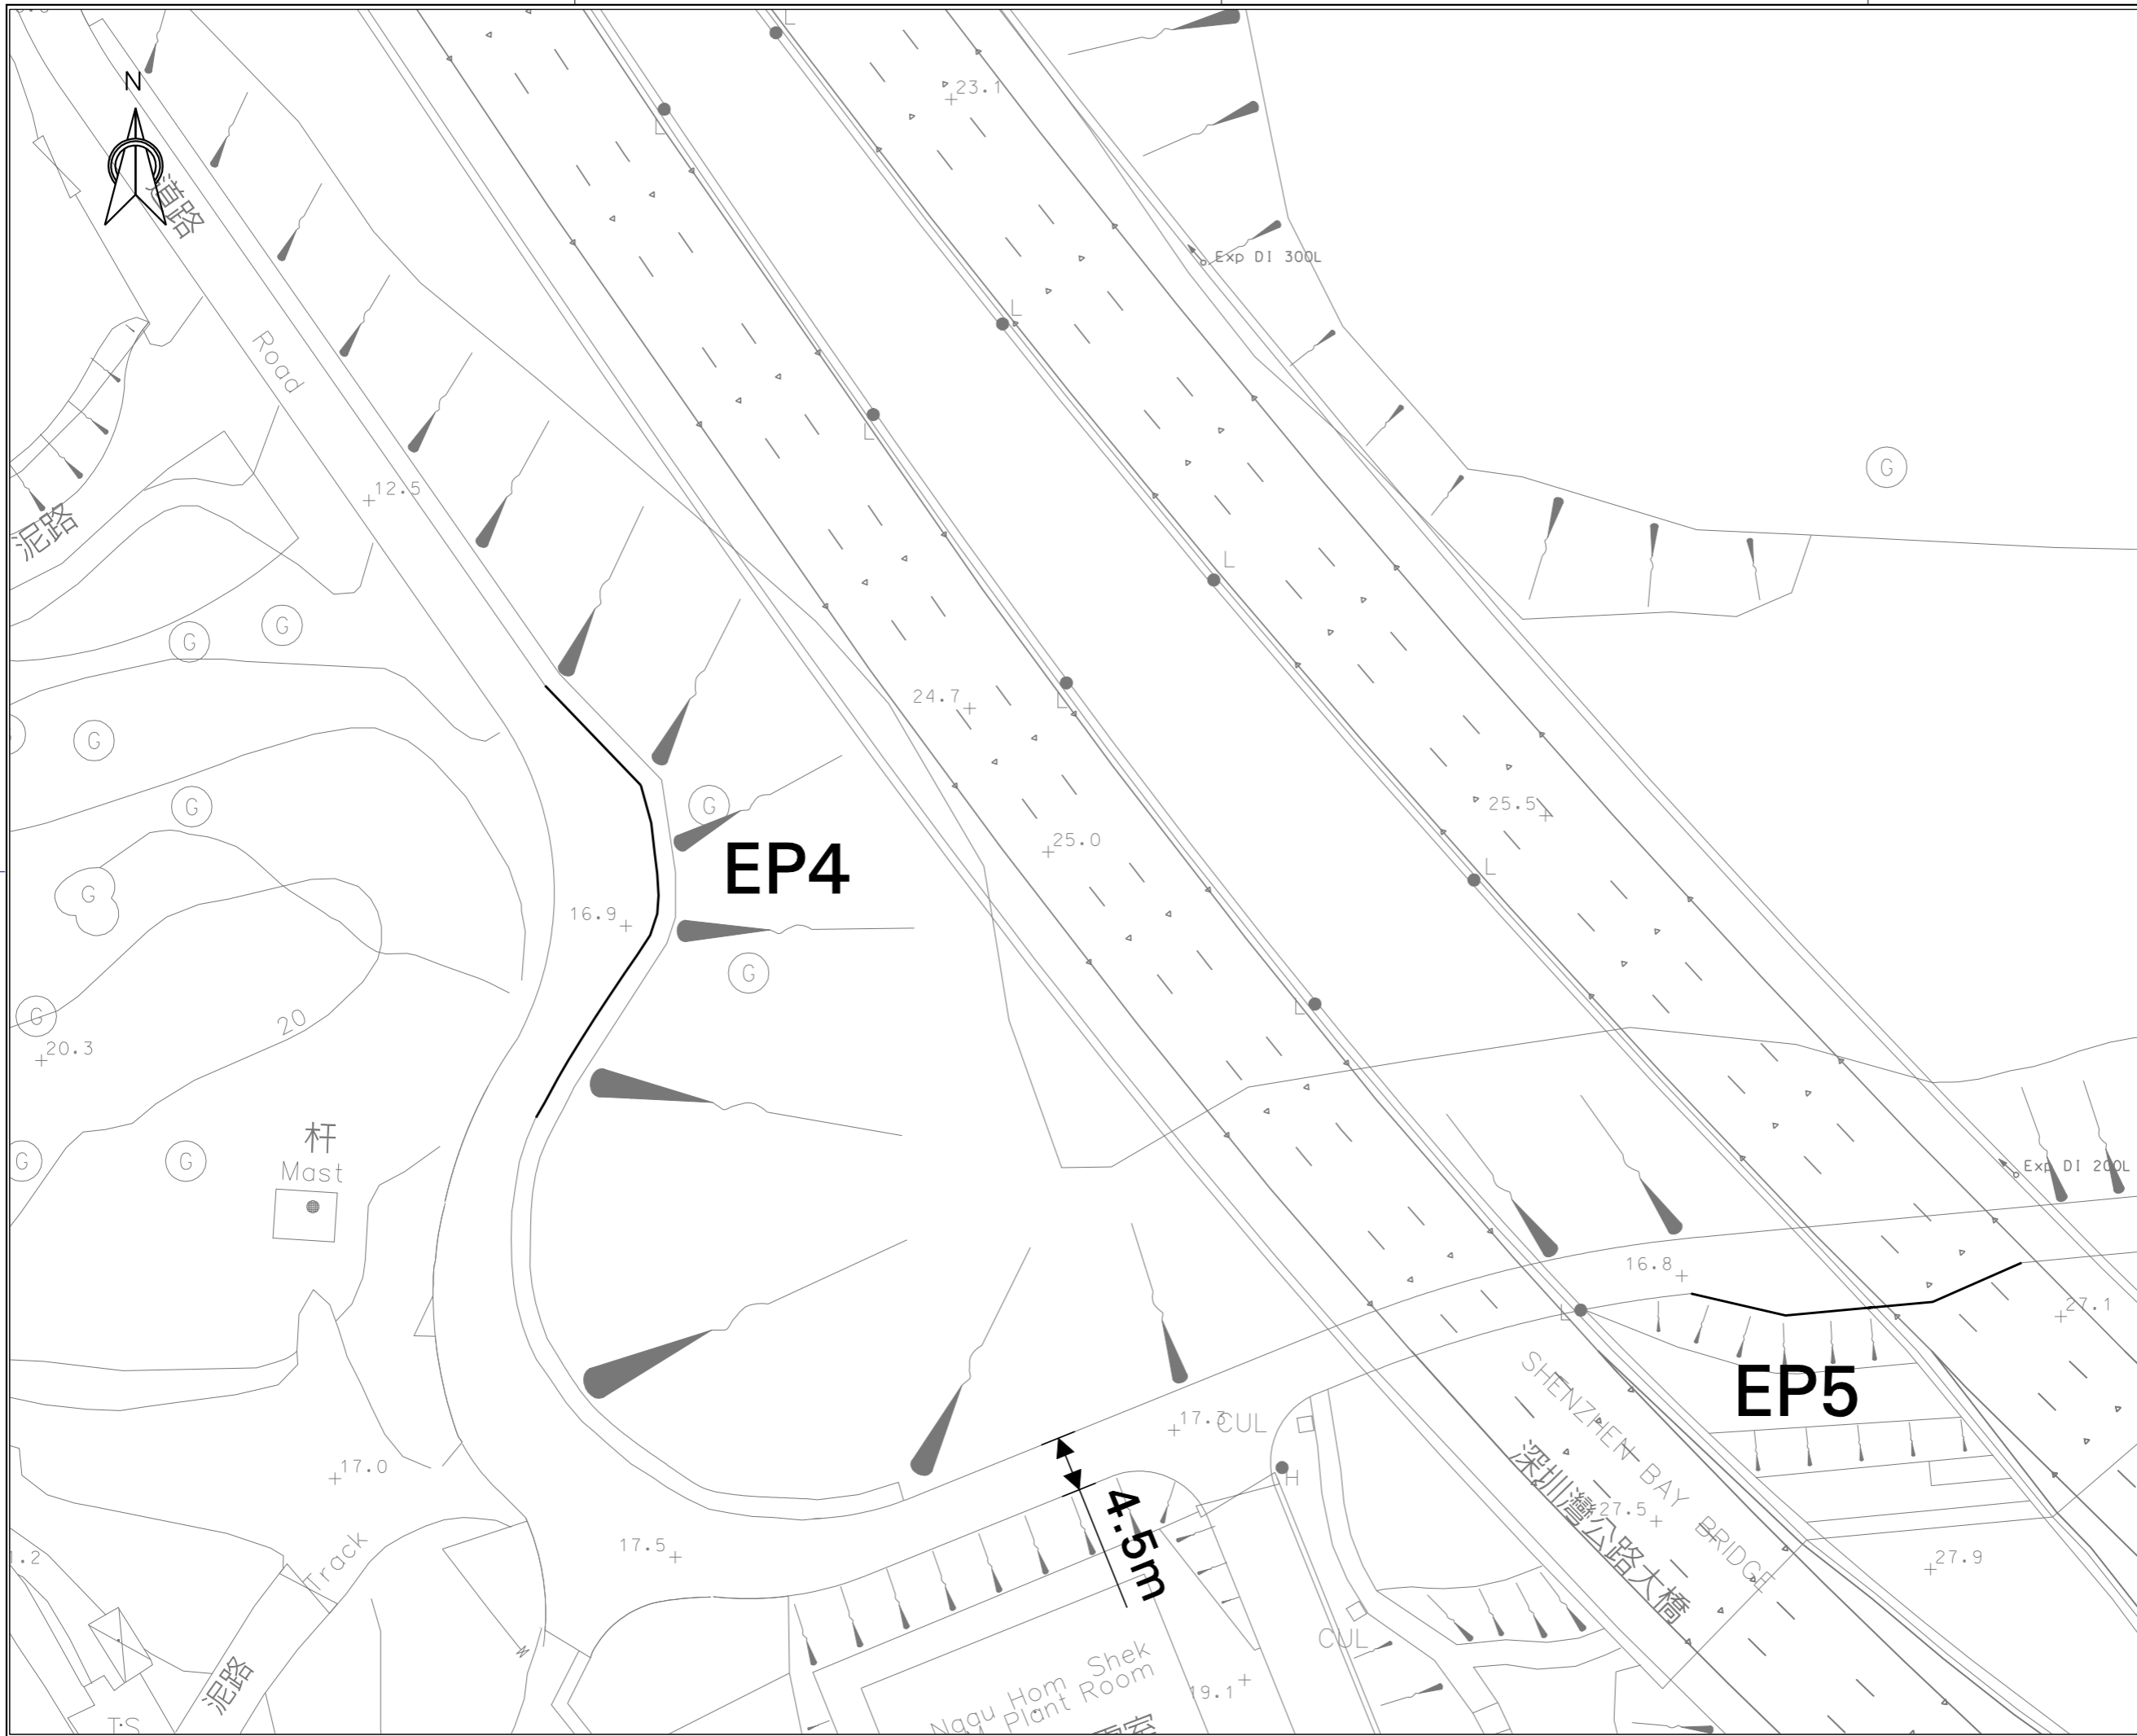 N
道路
L
L
23.1
Exp DI 300L
Road
L
L
G
12.5
泥路
L
G
G
L
24.7
G
G
G
25.5
EP4
25.0
G
L
16.9
G
L
G
20
20.3
杆
Mast
G
G
Exp DI 200L
16.8
27.1
L
SHENZHEN BAY BRIDGE
深圳灣公路大橋
EP5
17.3
CUL
17.0
H
4.5m
27.5
17.5
Track
27.9
泥路
CUL
Ngau Hom Shek
Plant Room
19.1
T.S